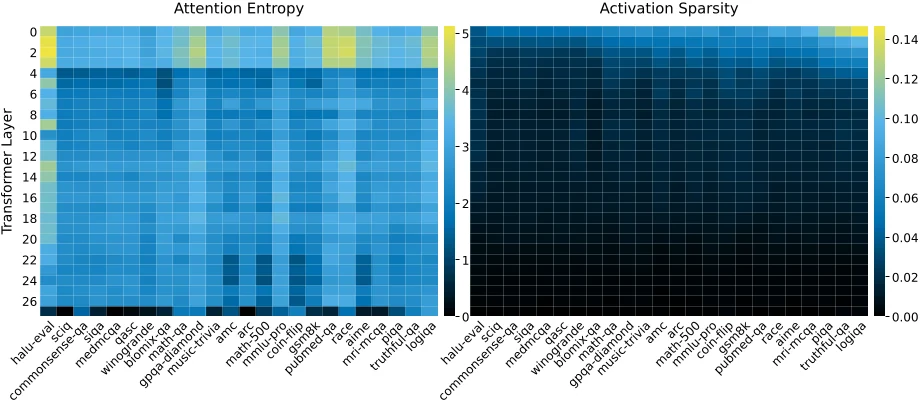 Attention Entropy
Activation Sparsity
Transformer Layer
0
2
4
6
8
10
12
14
16
18
20
22
24
26
5
4
3
2
1
0
0.14
0.12
0.10
0.08
0.06
0.04
0.02
0.00
halu-eval
sciq
commonsense-qa
siqa
medmcqa
qasc
winogrande
biomix-qa
math-qa
gpqa-diamond
music-trivia
amc
arc
math-500
mmlu-pro
coin-flip
gsm8k
pubmed-qa
race
aime
mri-mcqa
piqa
truthful-qa
logiqa
halu-eval
sciq
commonsense-qa
siqa
medmcqa
qasc
winogrande
biomix-qa
math-qa
gpqa-diamond
music-trivia
amc
arc
math-500
mmlu-pro
coin-flip
gsm8k
pubmed-qa
race
aime
mri-mcqa
piqa
truthful-qa
logiqa